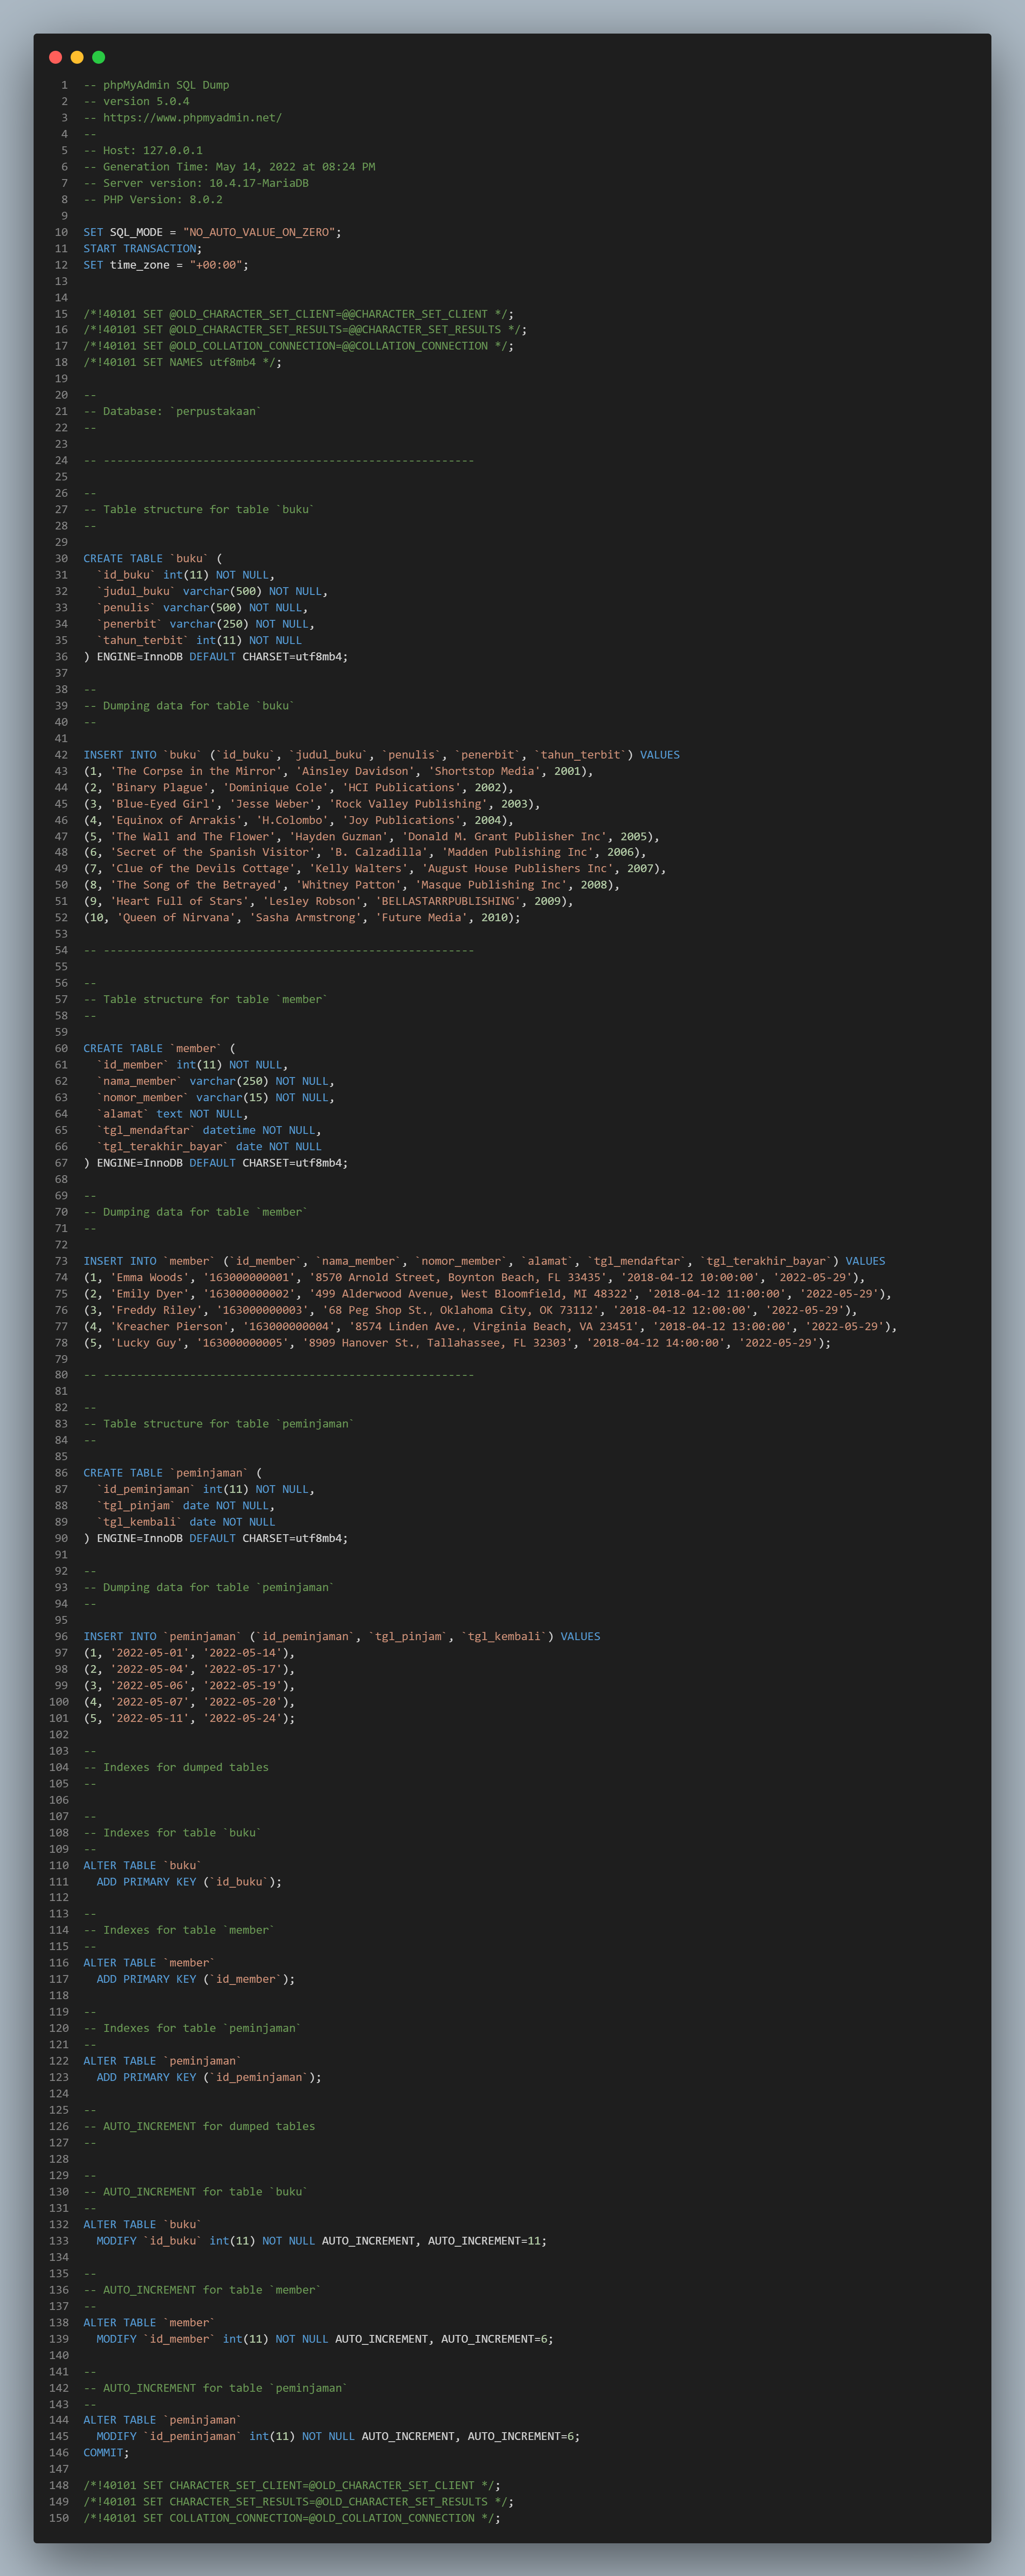 1 -- phpMyAdmin SQL Dump
2 -- version 5.0.4
3 -- https://www.phpmyadmin.net/
4 --
5 -- Host: 127.0.0.1
6 -- Generation Time: May 14, 2022 at 08:24 PM
7 -- Server version: 10.4.17-MariaDB
8 -- PHP Version: 8.0.2
9
10 SET SQL_MODE = "NO_AUTO_VALUE_ON_ZERO";
11 START TRANSACTION;
12 SET time_zone = "+00:00";
13
14
15 /*!40101 SET @OLD_CHARACTER_SET_CLIENT=@@CHARACTER_SET_CLIENT */;
16 /*!40101 SET @OLD_CHARACTER_SET_RESULTS=@@CHARACTER_SET_RESULTS */;
17 /*!40101 SET @OLD_COLLATION_CONNECTION=@@COLLATION_CONNECTION */;
18 /*!40101 SET NAMES utf8mb4 */;
19
20 --
21 -- Database: `perpustakaan`
22 --
23
24 -- --------------------------------------------------------
25
26 --
27 -- Table structure for table `buku`
28 --
29
30 CREATE TABLE `buku` (
31   `id_buku` int(11) NOT NULL,
32   `judul_buku` varchar(500) NOT NULL,
33   `penulis` varchar(500) NOT NULL,
34   `penerbit` varchar(250) NOT NULL,
35   `tahun_terbit` int(11) NOT NULL
36 ) ENGINE=InnoDB DEFAULT CHARSET=utf8mb4;
37
38 --
39 -- Dumping data for table `buku`
40 --
41
42 INSERT INTO `buku` (`id_buku`, `judul_buku`, `penulis`, `penerbit`, `tahun_terbit`) VALUES
43 (1, 'The Corpse in the Mirror', 'Ainsley Davidson', 'Shortstop Media', 2001),
44 (2, 'Binary Plague', 'Dominique Cole', 'HCI Publications', 2002),
45 (3, 'Blue-Eyed Girl', 'Jesse Weber', 'Rock Valley Publishing', 2003),
46 (4, 'Equinox of Arrakis', 'H.Colombo', 'Joy Publications', 2004),
47 (5, 'The Wall and The Flower', 'Hayden Guzman', 'Donald M. Grant Publisher Inc', 2005),
48 (6, 'Secret of the Spanish Visitor', 'B. Calzadilla', 'Madden Publishing Inc', 2006),
49 (7, 'Clue of the Devils Cottage', 'Kelly Walters', 'August House Publishers Inc', 2007),
50 (8, 'The Song of the Betrayed', 'Whitney Patton', 'Masque Publishing Inc', 2008),
51 (9, 'Heart Full of Stars', 'Lesley Robson', 'BELLASTARRPUBLISHING', 2009),
52 (10, 'Queen of Nirvana', 'Sasha Armstrong', 'Future Media', 2010);
53
54 -- --------------------------------------------------------
55
56 --
57 -- Table structure for table `member`
58 --
59
60 CREATE TABLE `member` (
61   `id_member` int(11) NOT NULL,
62   `nama_member` varchar(250) NOT NULL,
63   `nomor_member` varchar(15) NOT NULL,
64   `alamat` text NOT NULL,
65   `tgl_mendaftar` datetime NOT NULL,
66   `tgl_terakhir_bayar` date NOT NULL
67 ) ENGINE=InnoDB DEFAULT CHARSET=utf8mb4;
68
69 --
70 -- Dumping data for table `member`
71 --
72
73 INSERT INTO `member` (`id_member`, `nama_member`, `nomor_member`, `alamat`, `tgl_mendaftar`, `tgl_terakhir_bayar`) VALUES
74 (1, 'Emma Woods', '163000000001', '8570 Arnold Street, Boynton Beach, FL 33435', '2018-04-12 10:00:00', '2022-05-29'),
75 (2, 'Emily Dyer', '163000000002', '499 Alderwood Avenue, West Bloomfield, MI 48322', '2018-04-12 11:00:00', '2022-05-29'),
76 (3, 'Freddy Riley', '163000000003', '68 Peg Shop St., Oklahoma City, OK 73112', '2018-04-12 12:00:00', '2022-05-29'),
77 (4, 'Kreacher Pierson', '163000000004', '8574 Linden Ave., Virginia Beach, VA 23451', '2018-04-12 13:00:00', '2022-05-29'),
78 (5, 'Lucky Guy', '163000000005', '8909 Hanover St., Tallahassee, FL 32303', '2018-04-12 14:00:00', '2022-05-29');
79
80 -- --------------------------------------------------------
81
82 --
83 -- Table structure for table `peminjaman`
84 --
85
86 CREATE TABLE `peminjaman` (
87   `id_peminjaman` int(11) NOT NULL,
88   `tgl_pinjam` date NOT NULL,
89   `tgl_kembali` date NOT NULL
90 ) ENGINE=InnoDB DEFAULT CHARSET=utf8mb4;
91
92 --
93 -- Dumping data for table `peminjaman`
94 --
95
96 INSERT INTO `peminjaman` (`id_peminjaman`, `tgl_pinjam`, `tgl_kembali`) VALUES
97 (1, '2022-05-01', '2022-05-14'),
98 (2, '2022-05-04', '2022-05-17'),
99 (3, '2022-05-06', '2022-05-19'),
100 (4, '2022-05-07', '2022-05-20'),
101 (5, '2022-05-11', '2022-05-24');
102
103 --
104 -- Indexes for dumped tables
105 --
106
107 --
108 -- Indexes for table `buku`
109 --
110 ALTER TABLE `buku`
111   ADD PRIMARY KEY (`id_buku`);
112
113 --
114 -- Indexes for table `member`
115 --
116 ALTER TABLE `member`
117   ADD PRIMARY KEY (`id_member`);
118
119 --
120 -- Indexes for table `peminjaman`
121 --
122 ALTER TABLE `peminjaman`
123   ADD PRIMARY KEY (`id_peminjaman`);
124
125 --
126 -- AUTO_INCREMENT for dumped tables
127 --
128
129 --
130 -- AUTO_INCREMENT for table `buku`
131 --
132 ALTER TABLE `buku`
133   MODIFY `id_buku` int(11) NOT NULL AUTO_INCREMENT, AUTO_INCREMENT=11;
134
135 --
136 -- AUTO_INCREMENT for table `member`
137 --
138 ALTER TABLE `member`
139   MODIFY `id_member` int(11) NOT NULL AUTO_INCREMENT, AUTO_INCREMENT=6;
140
141 --
142 -- AUTO_INCREMENT for table `peminjaman`
143 --
144 ALTER TABLE `peminjaman`
145   MODIFY `id_peminjaman` int(11) NOT NULL AUTO_INCREMENT, AUTO_INCREMENT=6;
146 COMMIT;
147
148 /*!40101 SET CHARACTER_SET_CLIENT=@OLD_CHARACTER_SET_CLIENT */;
149 /*!40101 SET CHARACTER_SET_RESULTS=@OLD_CHARACTER_SET_RESULTS */;
150 /*!40101 SET COLLATION_CONNECTION=@OLD_COLLATION_CONNECTION */;